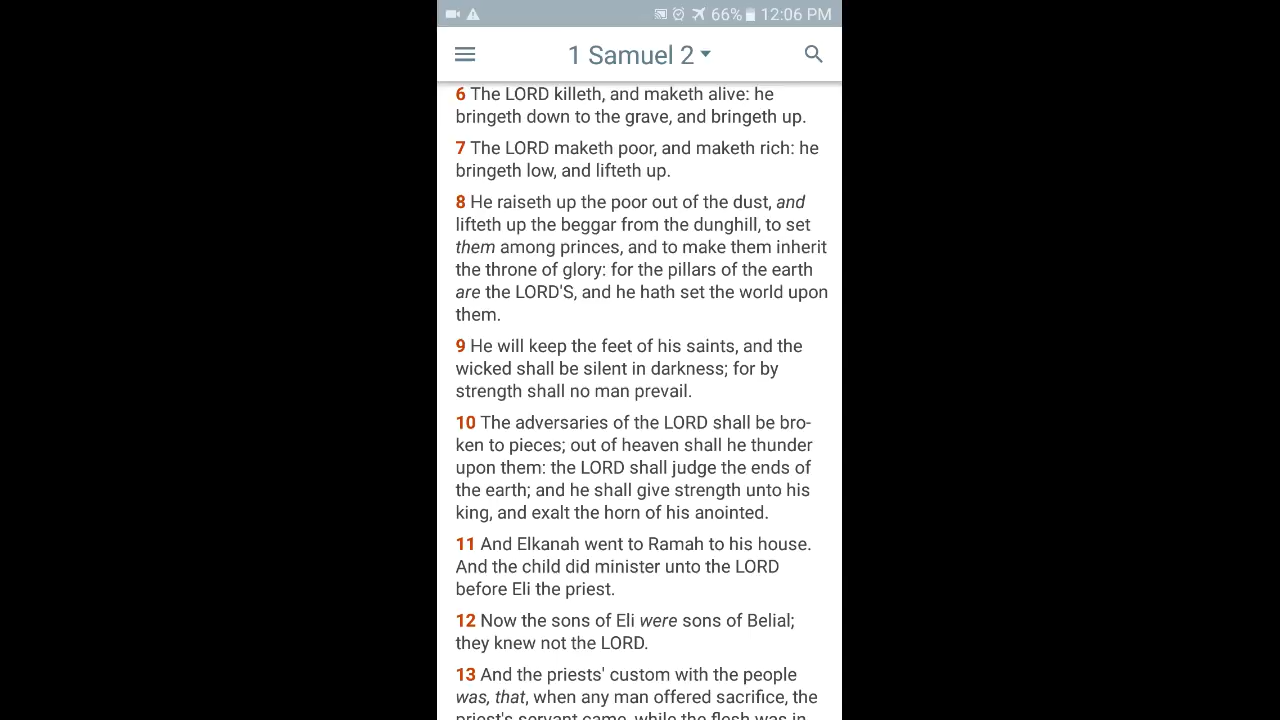 66% 12:06 PM
1 Samuel 2
6 The LORD killeth, and maketh alive: he
bringeth down to the grave, and bringeth up.
7 The LORD maketh poor, and maketh rich: he
bringeth low, and lifteth up.
8 He raiseth up the poor out of the dust, and
lifteth up the beggar from the dunghill, to set
them among princes, and to make them inherit
the throne of glory: for the pillars of the earth
are the LORD'S, and he hath set the world upon
them.
9 He will keep the feet of his saints, and the
wicked shall be silent in darkness; for by
strength shall no man prevail.
10 The adversaries of the LORD shall be bro-
ken to pieces; out of heaven shall he thunder
upon them: the LORD shall judge the ends of
the earth; and he shall give strength unto his
king, and exalt the horn of his anointed.
11 And Elkanah went to Ramah to his house.
And the child did minister unto the LORD
before Eli the priest.
12 Now the sons of Eli were sons of Belial;
they knew not the LORD.
13 And the priests' custom with the people
was, that, when any man offered sacrifice, the
priest's servant came, while the flesh was in